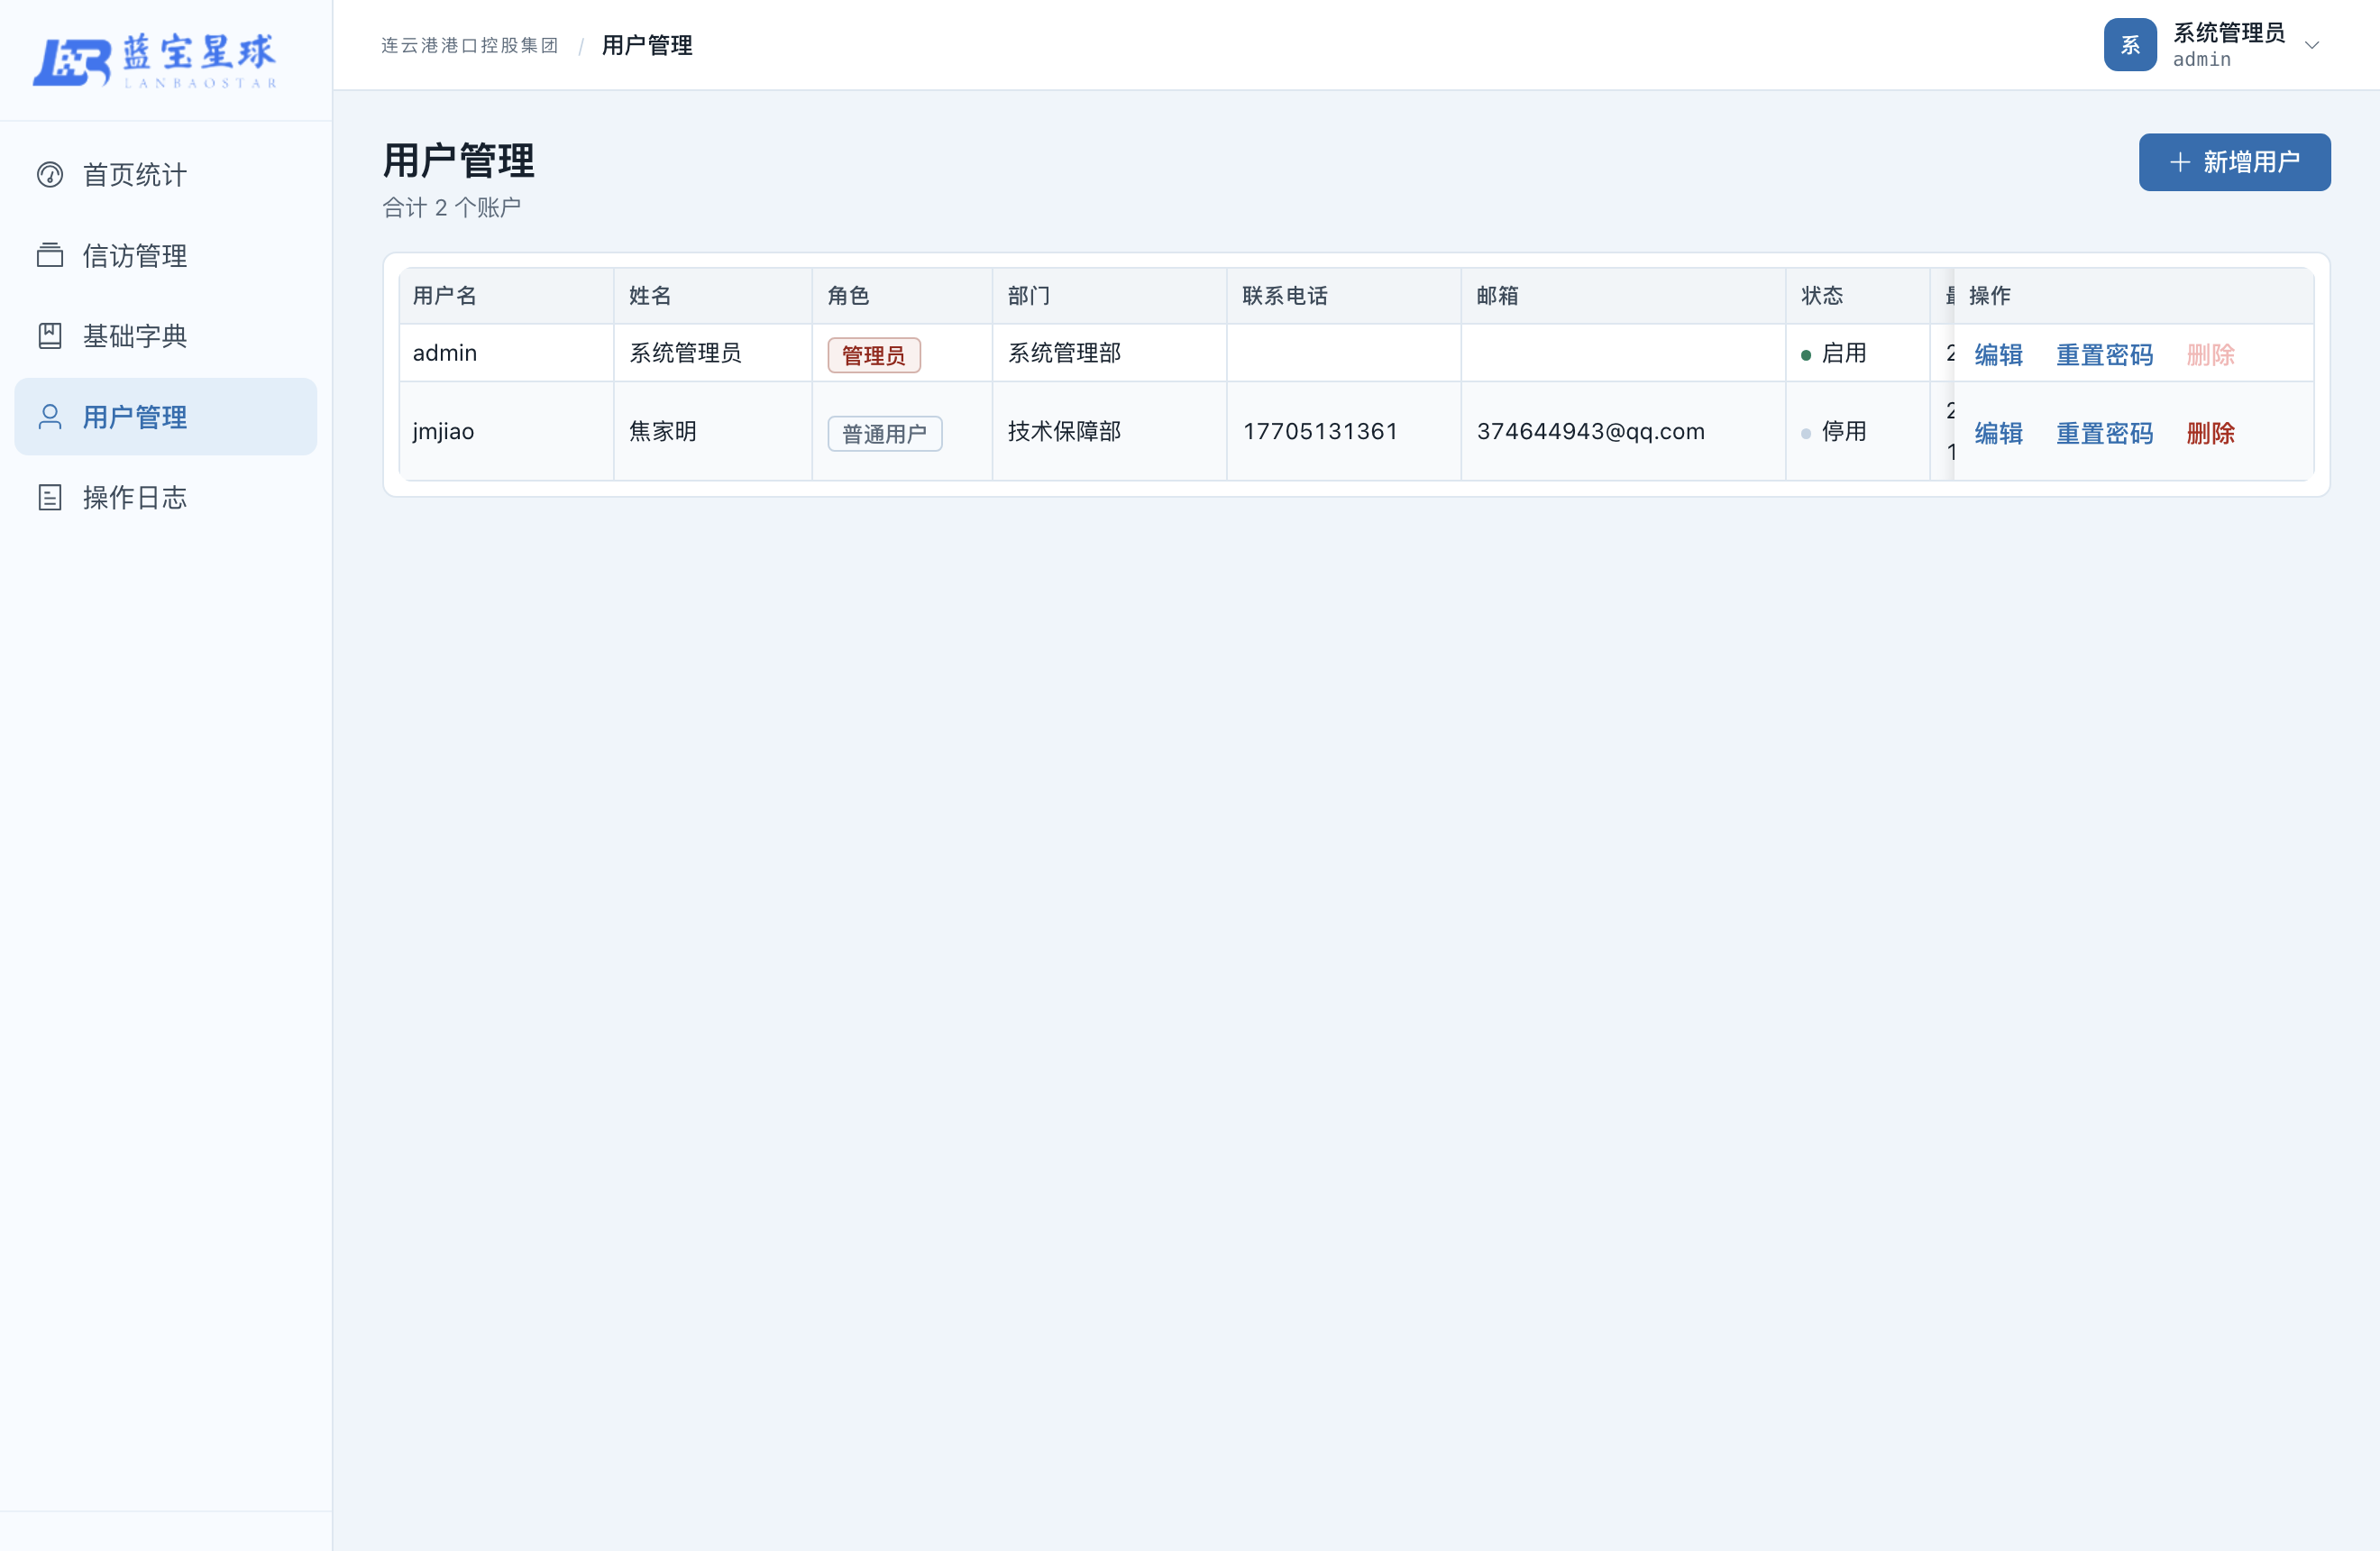 蓝宝星球
LANBAOSTAR
首页统计
信访管理
基础字典
用户管理
操作日志
连云港港口控股集团 / 用户管理
系 系统管理员
admin
用户管理
合计 2 个账户
新增用户
用户名 姓名 角色 部门 联系电话 邮箱 状态 操作
admin 系统管理员 管理员 系统管理部 启用 2 编辑 重置密码 删除
jmjiao 焦家明 普通用户 技术保障部 17705131361 374644943@qq.com 停用 2 1 编辑 重置密码 删除